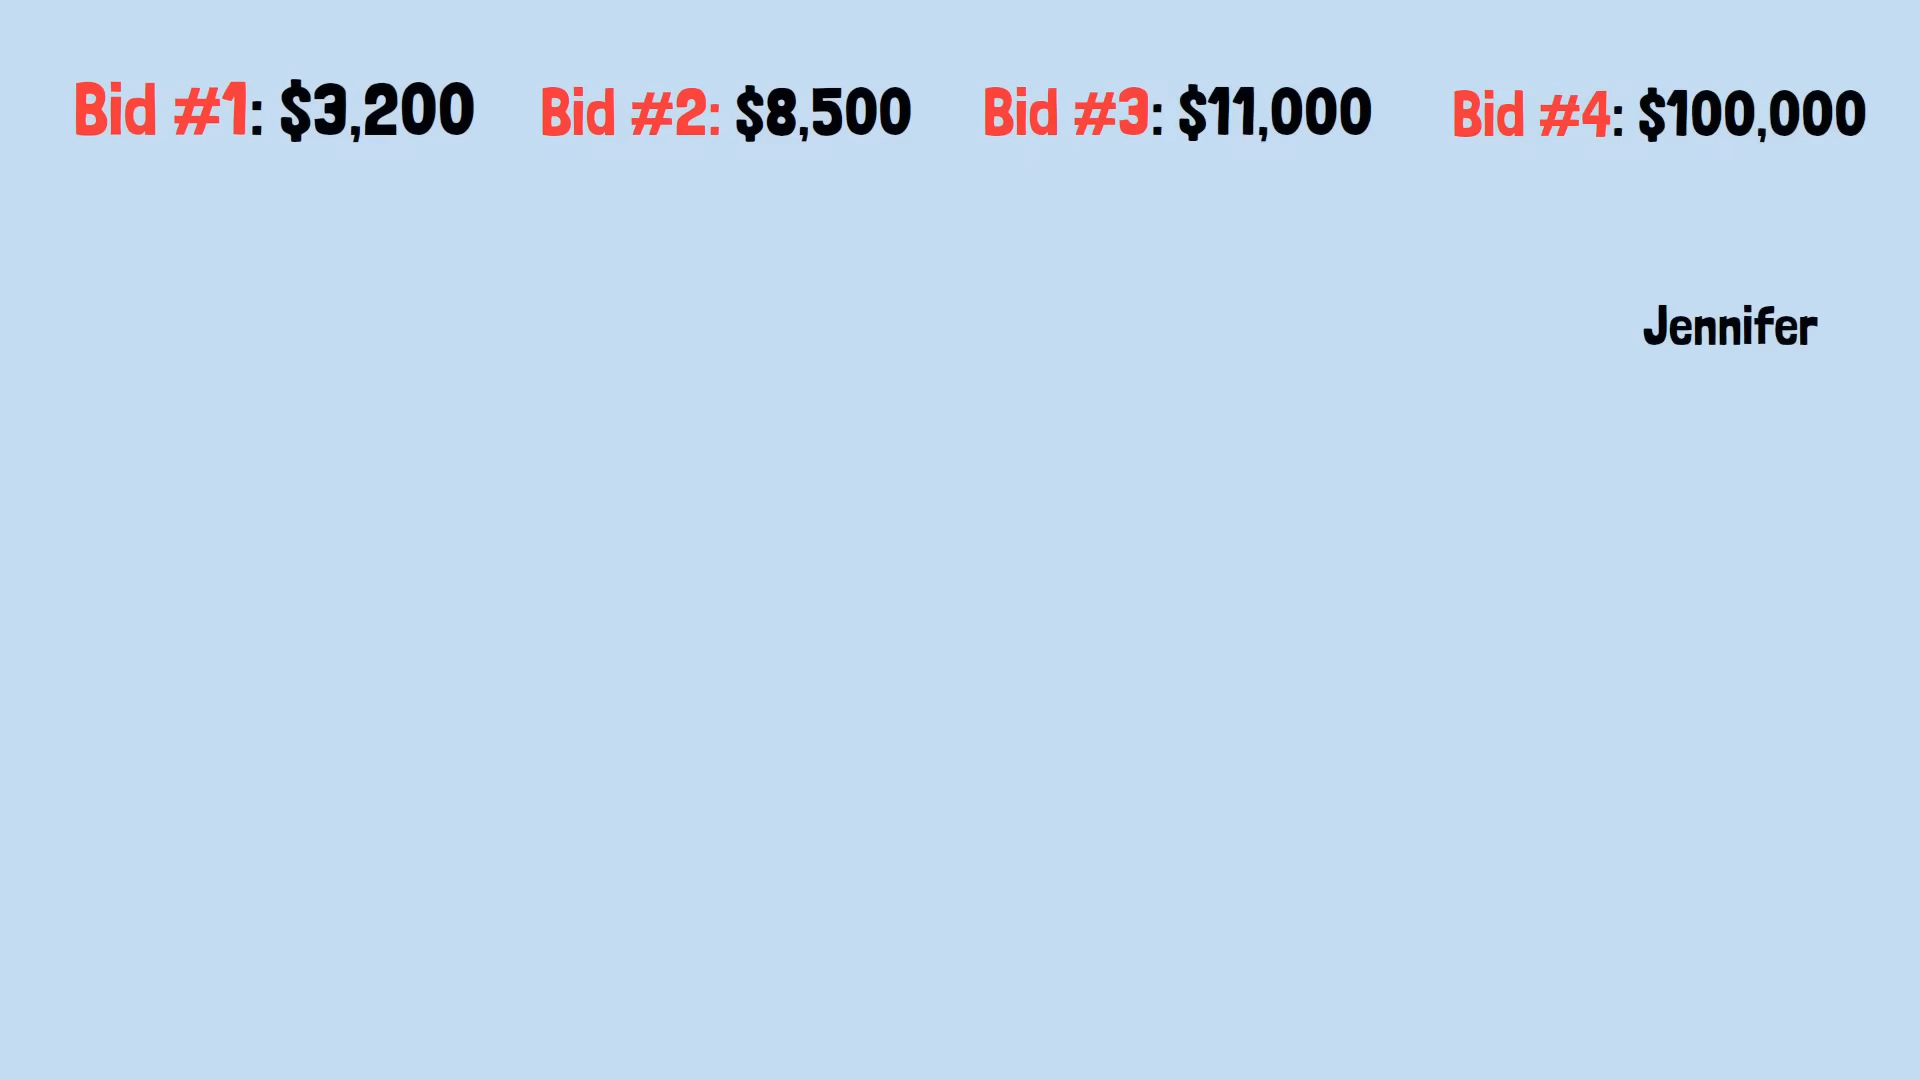 Bid #1: $3,200 Bid #2: $8,500 Bid #3: $11,000 Bid #4: $100,000
Jennifer